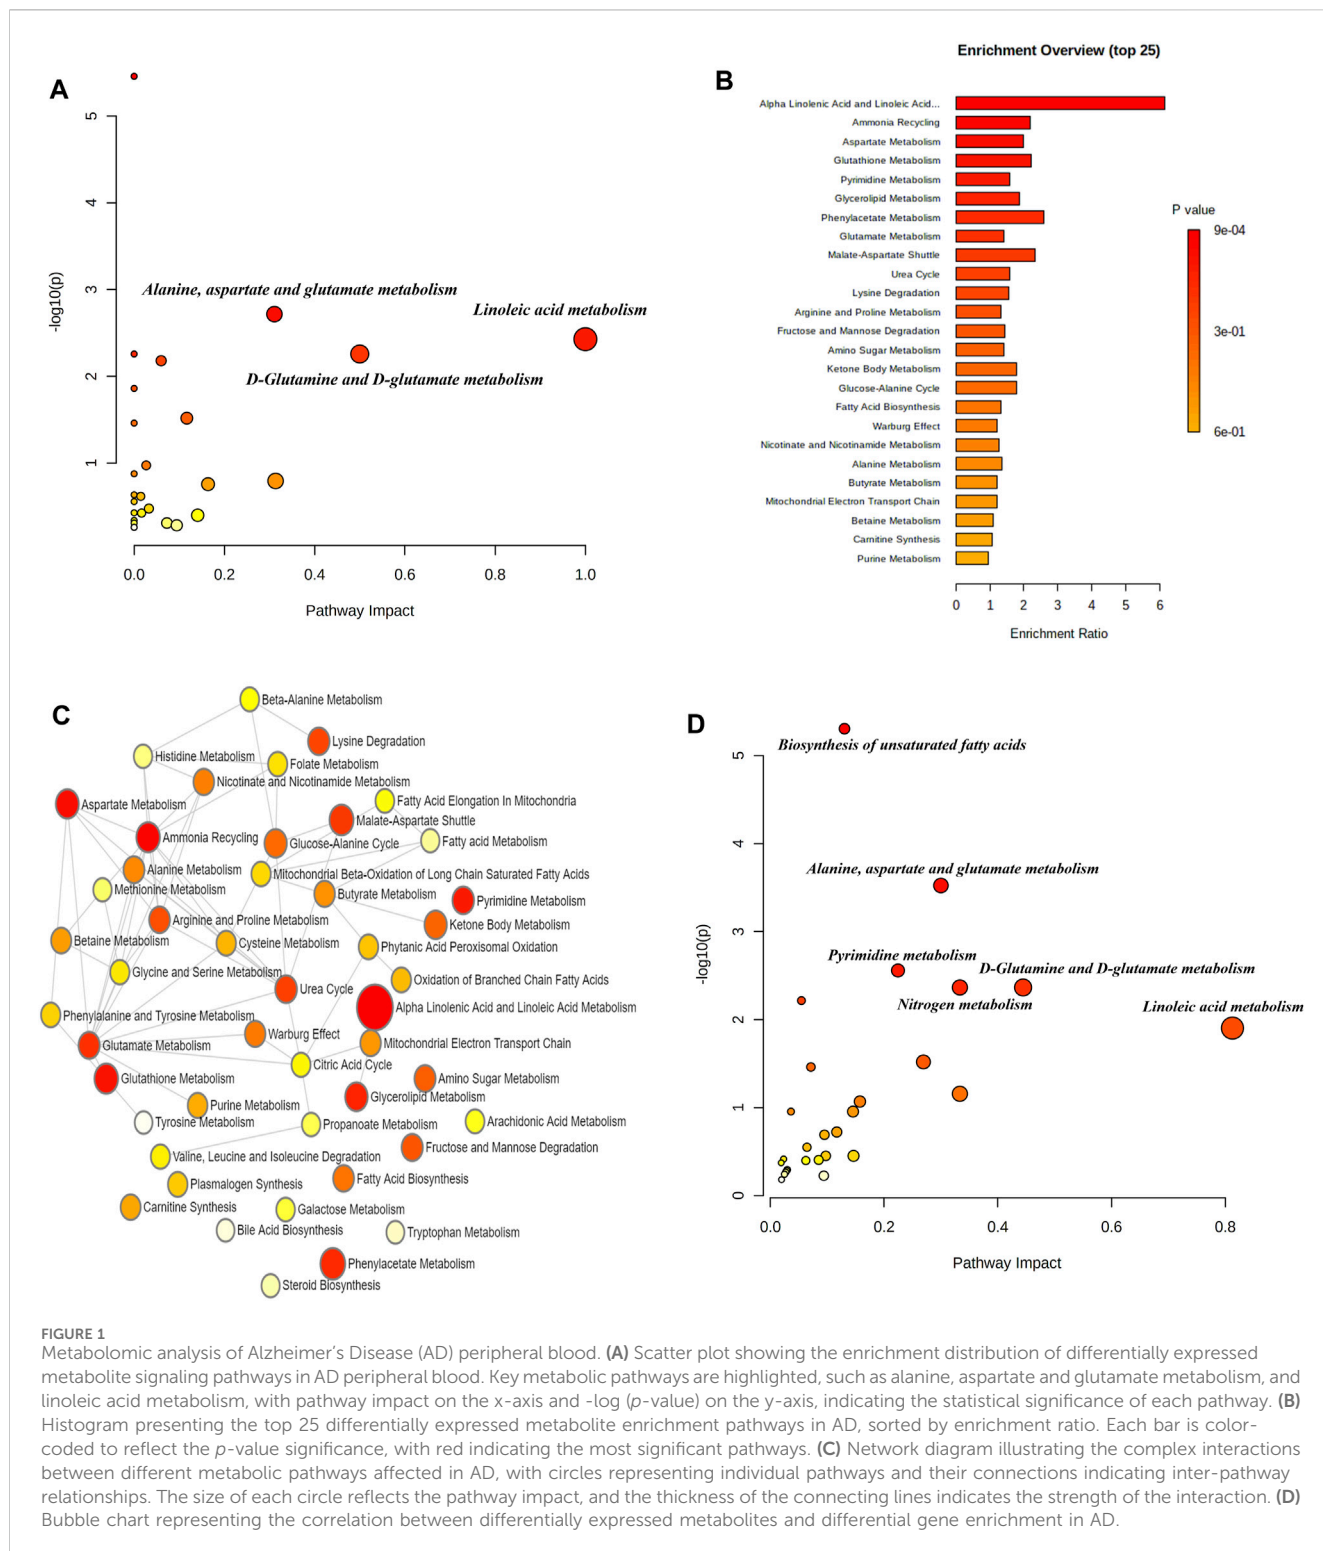 A
5
4
3
2
1
-log10(p)
Alanine, aspartate and glutamate metabolism
Linoleic acid metabolism
D-Glutamine and D-glutamate metabolism
0.0 0.2 0.4 0.6 0.8 1.0
Pathway Impact
B
Enrichment Overview (top 25)
Alpha Linolenic Acid and Linoleic Acid...
Ammonia Recycling
Aspartate Metabolism
Glutathione Metabolism
Pyrimidine Metabolism
Glycerolipid Metabolism
Phenylacetate Metabolism
Glutamate Metabolism
Malate-Aspartate Shuttle
Urea Cycle
Lysine Degradation
Arginine and Proline Metabolism
Fructose and Mannose Degradation
Amino Sugar Metabolism
Ketone Body Metabolism
Glucose-Alanine Cycle
Fatty Acid Biosynthesis
Warburg Effect
Nicotinate and Nicotinamide Metabolism
Alanine Metabolism
Butyrate Metabolism
Mitochondrial Electron Transport Chain
Betaine Metabolism
Carnitine Synthesis
Purine Metabolism
0 1 2 3 4 5 6
Enrichment Ratio
P value
9e-04
3e-01
6e-01
C
Beta-Alanine Metabolism
Lysine Degradation
Histidine Metabolism
Folate Metabolism
Nicotinate and Nicotinamide Metabolism
Aspartate Metabolism
Fatty Acid Elongation In Mitochondria
Malate-Aspartate Shuttle
Ammonia Recycling
Glucose-Alanine Cycle
Fatty acid Metabolism
Alanine Metabolism
Mitochondrial Beta-Oxidation of Long Chain Saturated Fatty Acids
Methionine Metabolism
Butyrate Metabolism
Pyrimidine Metabolism
Arginine and Proline Metabolism
Ketone Body Metabolism
Betaine Metabolism
Cysteine Metabolism
Phytanic Acid Peroxisomal Oxidation
Glycine and Serine Metabolism
Oxidation of Branched Chain Fatty Acids
Urea Cycle
Alpha Linolenic Acid and Linoleic Acid Metabolism
Phenylalanine and Tyrosine Metabolism
Warburg Effect
Glutamate Metabolism
Mitochondrial Electron Transport Chain
Citric Acid Cycle
Glutathione Metabolism
Amino Sugar Metabolism
Glycerolipid Metabolism
Purine Metabolism
Tyrosine Metabolism
Propanoate Metabolism
Arachidonic Acid Metabolism
Fructose and Mannose Degradation
Valine, Leucine and Isoleucine Degradation
Fatty Acid Biosynthesis
Plasmalogen Synthesis
Carnitine Synthesis
Galactose Metabolism
Bile Acid Biosynthesis
Tryptophan Metabolism
Phenylacetate Metabolism
Steroid Biosynthesis
D
5
4
3
2
1
0
-log10(p)
Biosynthesis of unsaturated fatty acids
Alanine, aspartate and glutamate metabolism
Pyrimidine metabolism
D-Glutamine and D-glutamate metabolism
Nitrogen metabolism
Linoleic acid metabolism
0.0 0.2 0.4 0.6 0.8
Pathway Impact
FIGURE 1
Metabolomic analysis of Alzheimer's Disease (AD) peripheral blood. (A) Scatter plot showing the enrichment distribution of differentially expressed
metabolite signaling pathways in AD peripheral blood. Key metabolic pathways are highlighted, such as alanine, aspartate and glutamate metabolism, and
linoleic acid metabolism, with pathway impact on the x-axis and -log (p-value) on the y-axis, indicating the statistical significance of each pathway. (B)
Histogram presenting the top 25 differentially expressed metabolite enrichment pathways in AD, sorted by enrichment ratio. Each bar is color-
coded to reflect the p-value significance, with red indicating the most significant pathways. (C) Network diagram illustrating the complex interactions
between different metabolic pathways affected in AD, with circles representing individual pathways and their connections indicating inter-pathway
relationships. The size of each circle reflects the pathway impact, and the thickness of the connecting lines indicates the strength of the interaction. (D)
Bubble chart representing the correlation between differentially expressed metabolites and differential gene enrichment in AD.